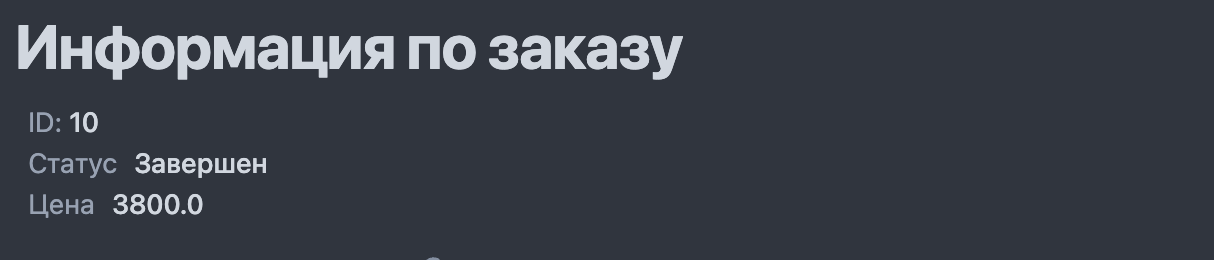 Информация по заказу
ID: 10
Статус Завершен
Цена 3800.0